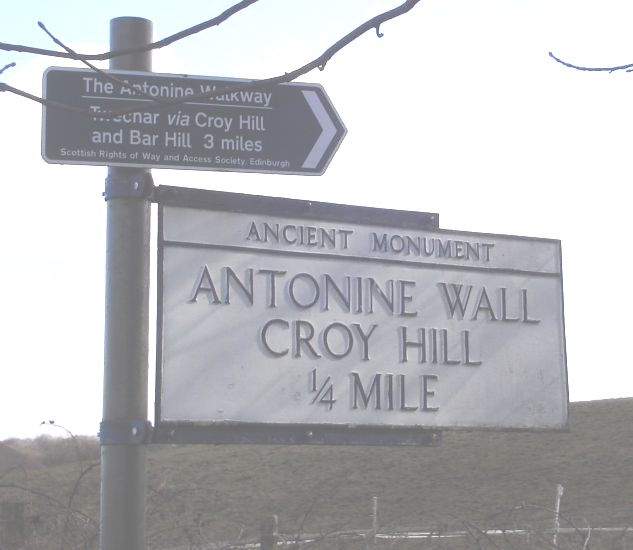 The Antonine Walkway
Twechar via Croy Hill
and Bar Hill 3 miles
Scottish Rights of Way and Access Society, Edinburgh
ANCIENT MONUMENT
ANTONINE WALL
CROY HILL
¼ MILE